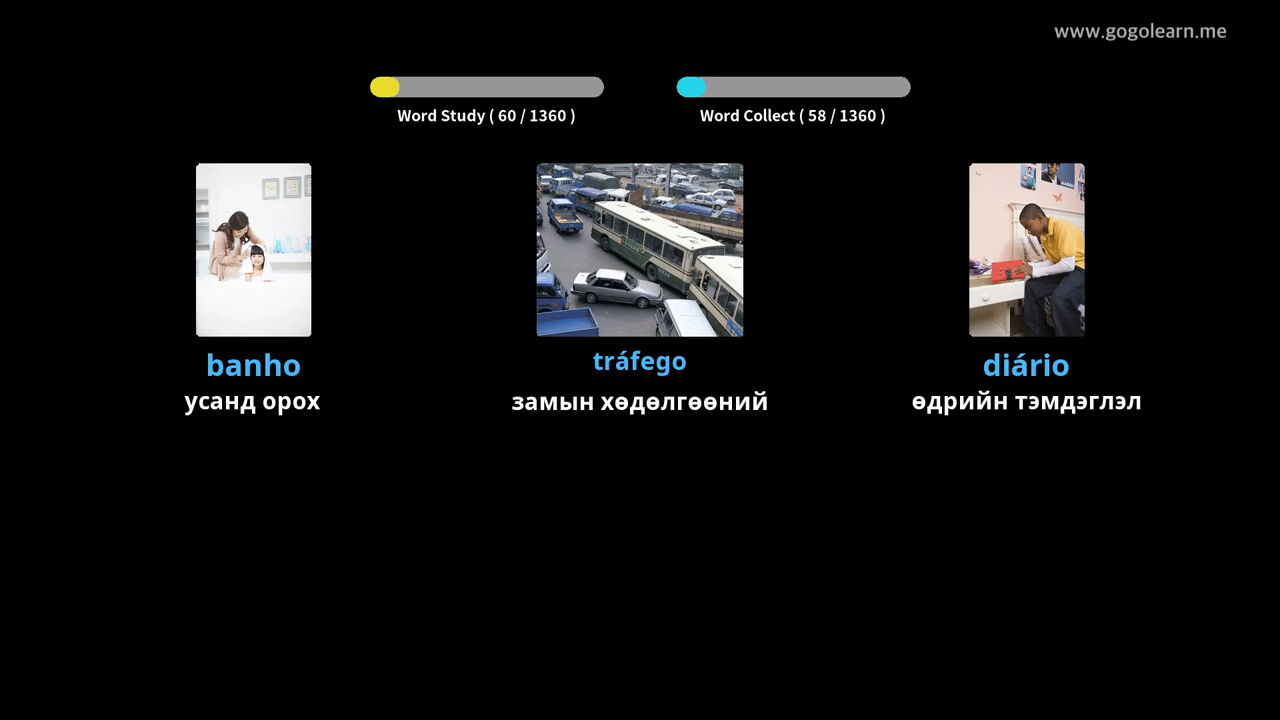 www.gogolearn.me
Word Study ( 60 / 1360 )
Word Collect ( 58 / 1360 )
banho
tráfego
diário
усанд орох
замын хөдөлгөөний
өдрийн тэмдэглэл